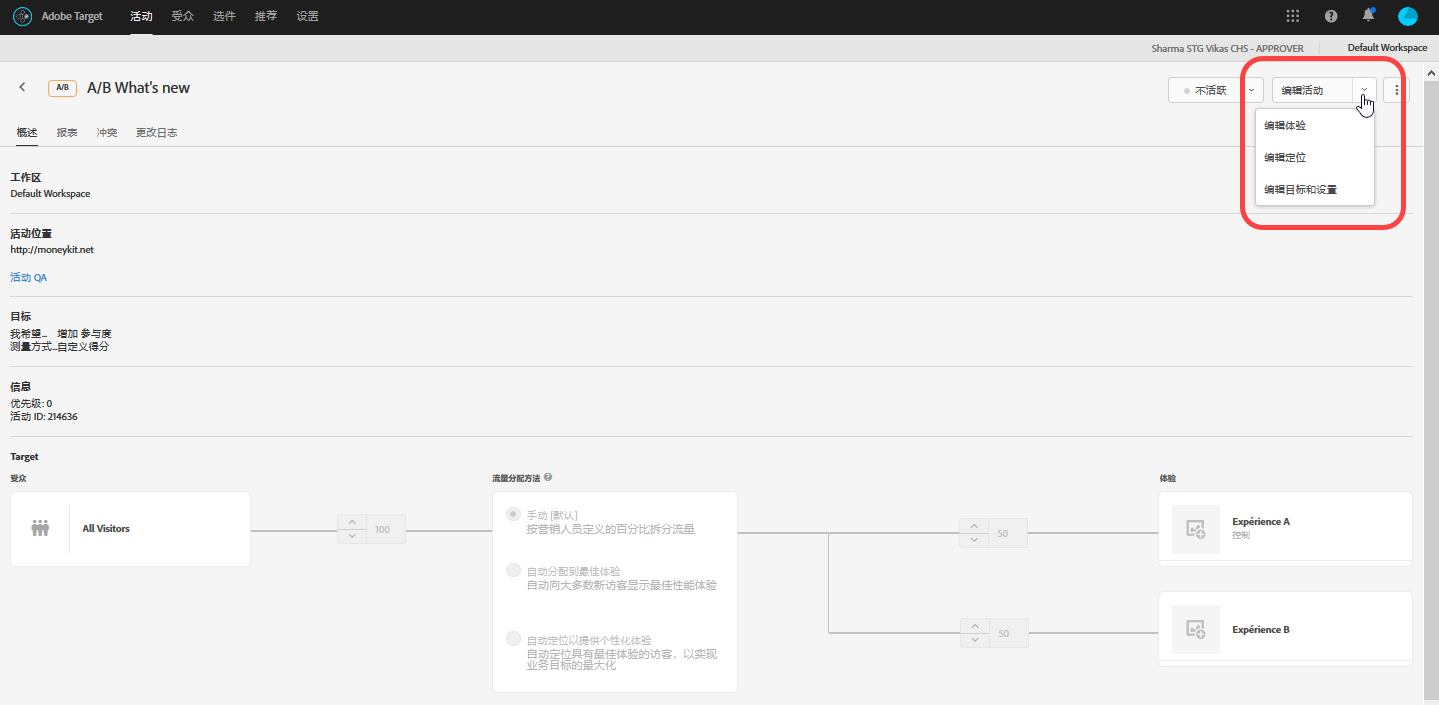 Adobe Target 活动 受众 选件 推荐 设置
Sharma STG Vikas CHS - APPROVER Default Workspace
A/B A/B What's new 不活跃 编辑活动
编辑体验
编辑定位
编辑目标和设置
概述 报表 冲突 更改日志
工作区
Default Workspace
活动位置
http://moneykit.net
活动 QA
目标
我希望... 增加 参与度
测量方式...自定义得分
信息
优先级: 0
活动 ID: 214636
Target
受众 流量分配方法 体验
All Visitors
100
手动 [默认]
按营销人员定义的百分比拆分流量
自动分配到最佳体验
自动向大多数新访客显示最佳性能体验
自动定位以提供个性化体验
自动定位具有最佳体验的访客，以实现
业务目标的最大化
50
Expérience A
控制
50
Expérience B